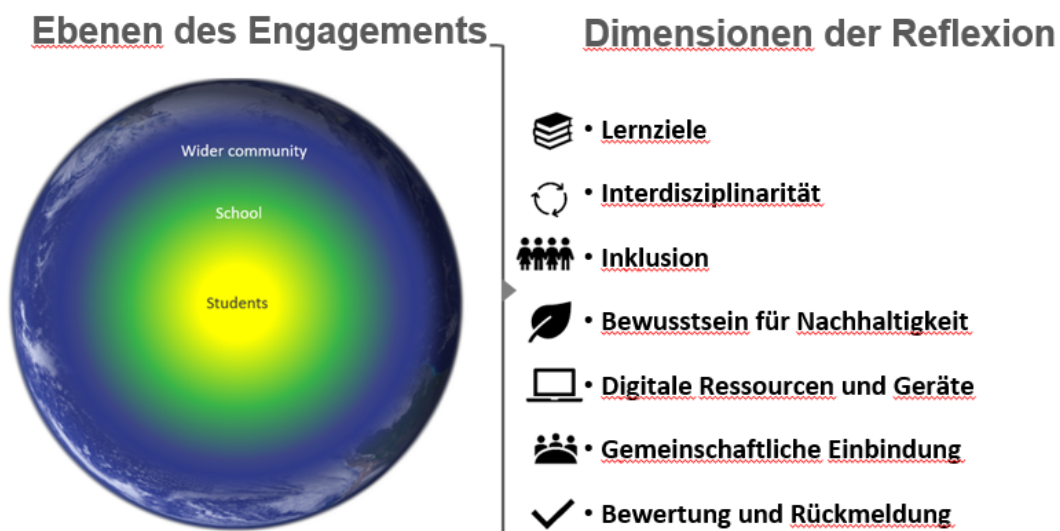 Ebenen des Engagements
Wider community
School
Students
Dimensionen der Reflexion
• Lernziele
• Interdisziplinarität
• Inklusion
• Bewusstsein für Nachhaltigkeit
• Digitale Ressourcen und Geräte
• Gemeinschaftliche Einbindung
• Bewertung und Rückmeldung